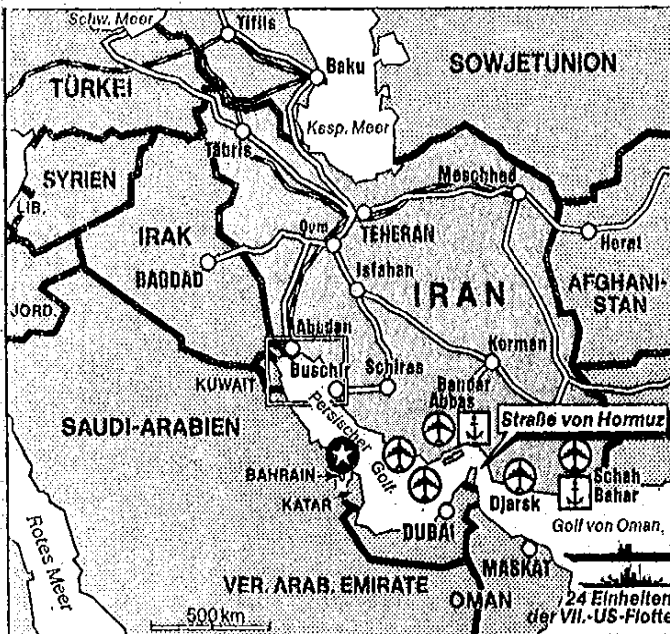 Schw. Meer
Tiflis
Baku
SOWJETUNION
TÜRKEI
Kasp. Meer
Täbris
SYRIEN
Meschhed
LIB.
IRAK
Qum
TEHERAN
Herat
BAGDAD
Isfahan
IRAN
AFGHANI-
STAN
JORD.
Abadan
Kerman
KUWAIT
Buschir
Schiras
Bandar
Abbas
Straße von Hormuz
SAUDI-ARABIEN
Persischer Golf
BAHRAIN
Schah
Bahar
Djarsk
KATAR
Rotes Meer
DUBAI
Golf von Oman,
MASKAT
VER. ARAB. EMIRATE
OMAN
24 Einheiten
der VII.-US-Flotte
500 km